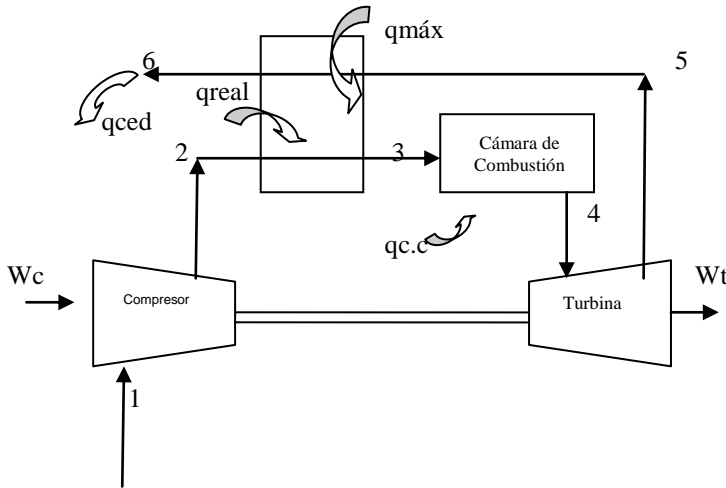 qmáx
6
5
qreal
qced
2
3
Cámara de
Combustión
4
qc.c
Wc
Compresor
Turbina
Wt
1